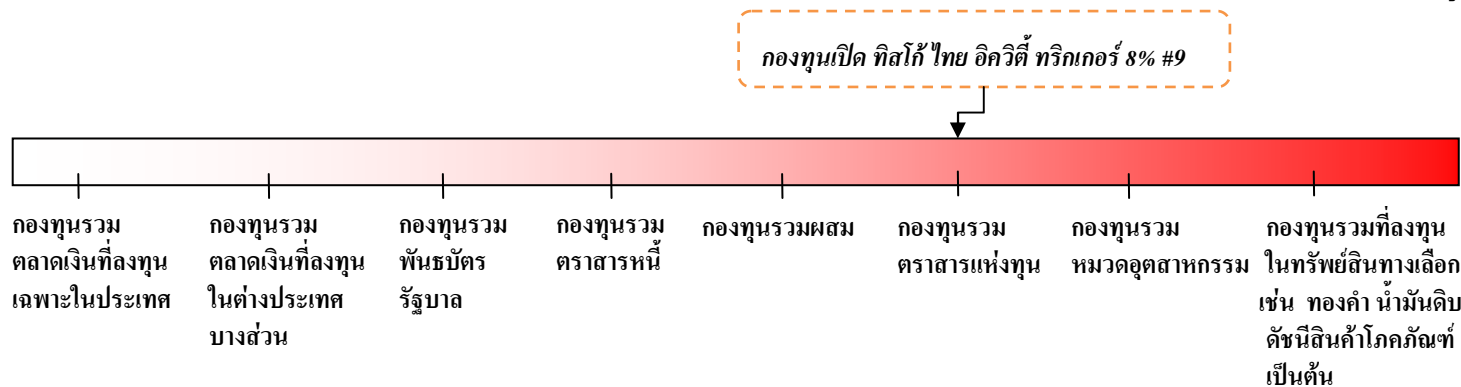 กองทุนเปิด ทิสโก้ ไทย อิควิตี้ ทริกเกอร์ 8% #9
กองทุนรวม
ตลาดเงินที่ลงทุน
เฉพาะในประเทศ
กองทุนรวม
ตลาดเงินที่ลงทุน
ในต่างประเทศ
บางส่วน
กองทุนรวม
พันธบัตร
รัฐบาล
กองทุนรวม
ตราสารหนี้
กองทุนรวมผสม
กองทุนรวม
ตราสารแห่งทุน
กองทุนรวม
หมวดอุตสาหกรรม
กองทุนรวมที่ลงทุน
ในทรัพย์สินทางเลือก
เช่น ทองคำ น้ำมันดิบ
ดัชนีสินค้าโภคภัณฑ์
เป็นต้น